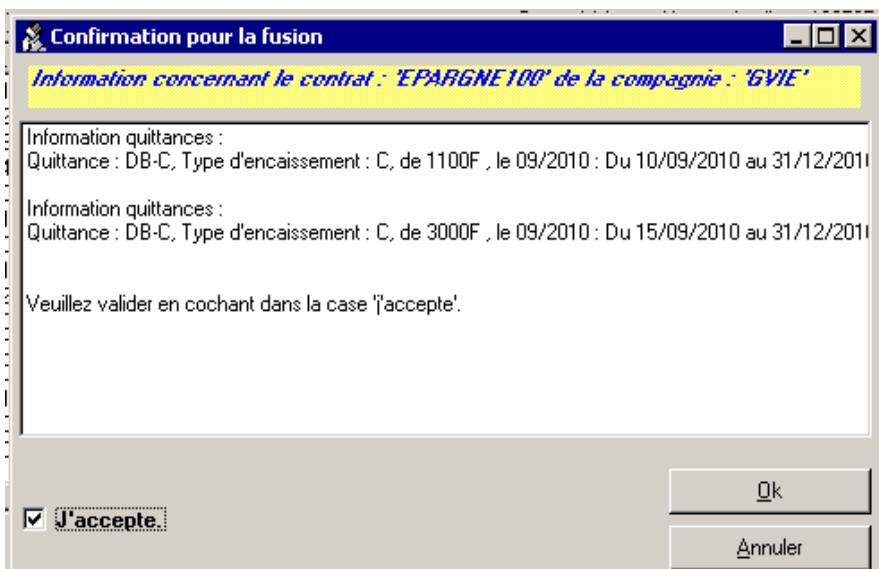 Confirmation pour la fusion
Information concernant le contrat : 'EPARGNE100' de la compagnie : 'GVIE'
Information quittances :
Quittance : DB-C, Type d'encaissement : C, de 1100F , le 09/2010 : Du 10/09/2010 au 31/12/201
Information quittances :
Quittance : DB-C, Type d'encaissement : C, de 3000F , le 09/2010 : Du 15/09/2010 au 31/12/201
Veuillez valider en cochant dans la case 'j'accepte'.
J'accepte.
Ok
Annuler